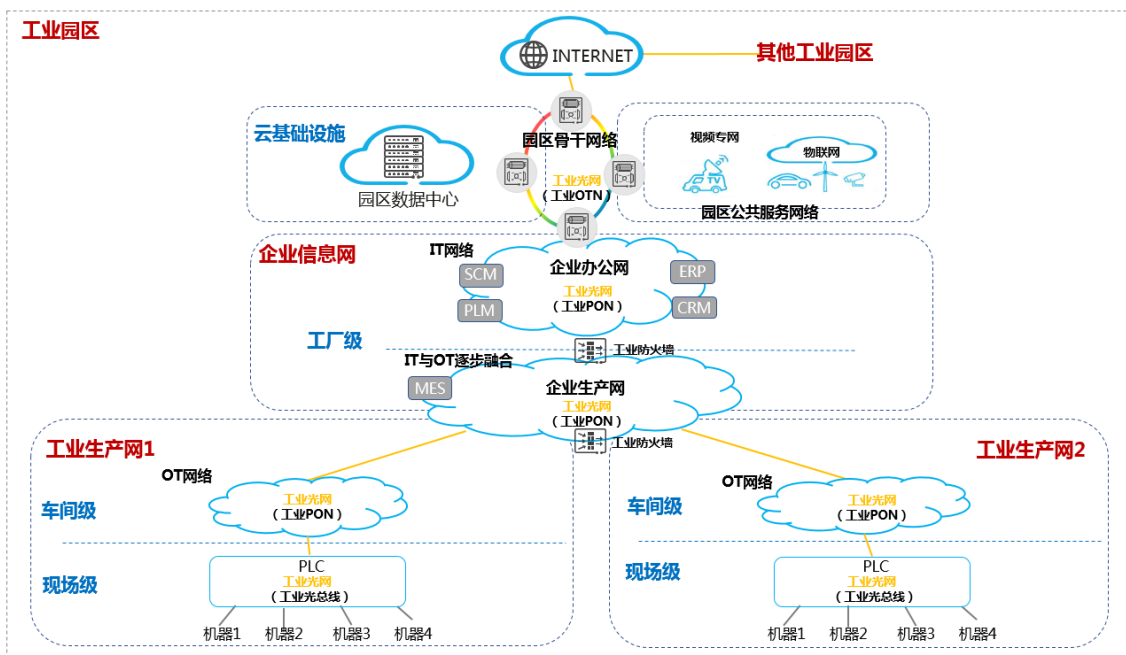 工业园区
INTERNET
其他工业园区
云基础设施
园区数据中心
园区骨干网络
工业光网
（工业OTN）
视频专网
TV
物联网
园区公共服务网络
企业信息网
IT网络
SCM
PLM
企业办公网
工业光网
（工业PON）
ERP
CRM
工厂级
工业防火墙
IT与OT逐步融合
MES
企业生产网
工业光网
（工业PON）
工业防火墙
工业生产网1
OT网络
车间级
工业光网
（工业PON）
现场级
PLC
工业光网
（工业光总线）
机器1
机器2
机器3
机器4
工业生产网2
OT网络
车间级
工业光网
（工业PON）
现场级
PLC
工业光网
（工业光总线）
机器1
机器2
机器3
机器4